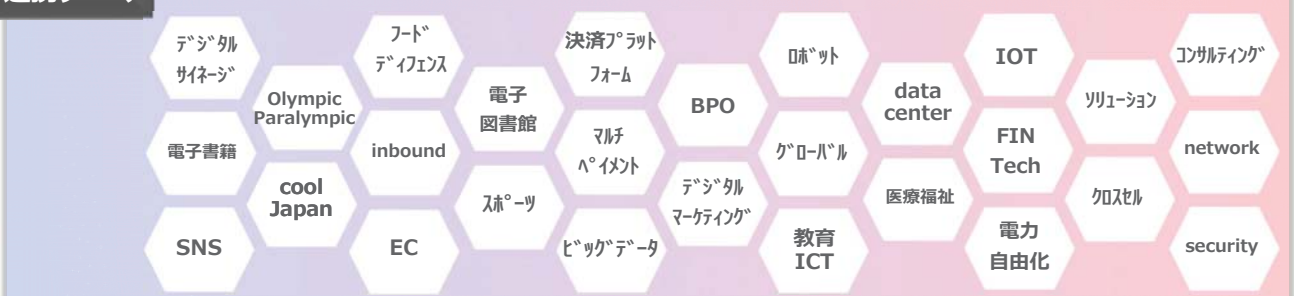 ﾃﾞｼﾞﾀﾙ
ｻｲﾈｰｼﾞ
電子書籍
SNS
Olympic
Paralympic
cool
Japan
ﾌｰﾄﾞ
ﾃﾞｨﾌｪﾝｽ
inbound
EC
電子
図書館
ｽﾎﾟｰﾂ
決済ﾌﾟﾗｯﾄ
ﾌｫｰﾑ
ﾏﾙﾁ
ﾍﾟｲﾒﾝﾄ
ﾋﾞｯｸﾞﾃﾞｰﾀ
BPO
ﾃﾞｼﾞﾀﾙ
ﾏｰｹﾃｨﾝｸﾞ
ﾛﾎﾞｯﾄ
ｸﾞﾛｰﾊﾞﾙ
教育
ICT
data
center
医療福祉
IOT
FIN
Tech
電力
自由化
ｿﾘｭｰｼｮﾝ
ｸﾛｽｾﾙ
ｺﾝｻﾙﾃｨﾝｸﾞ
network
security